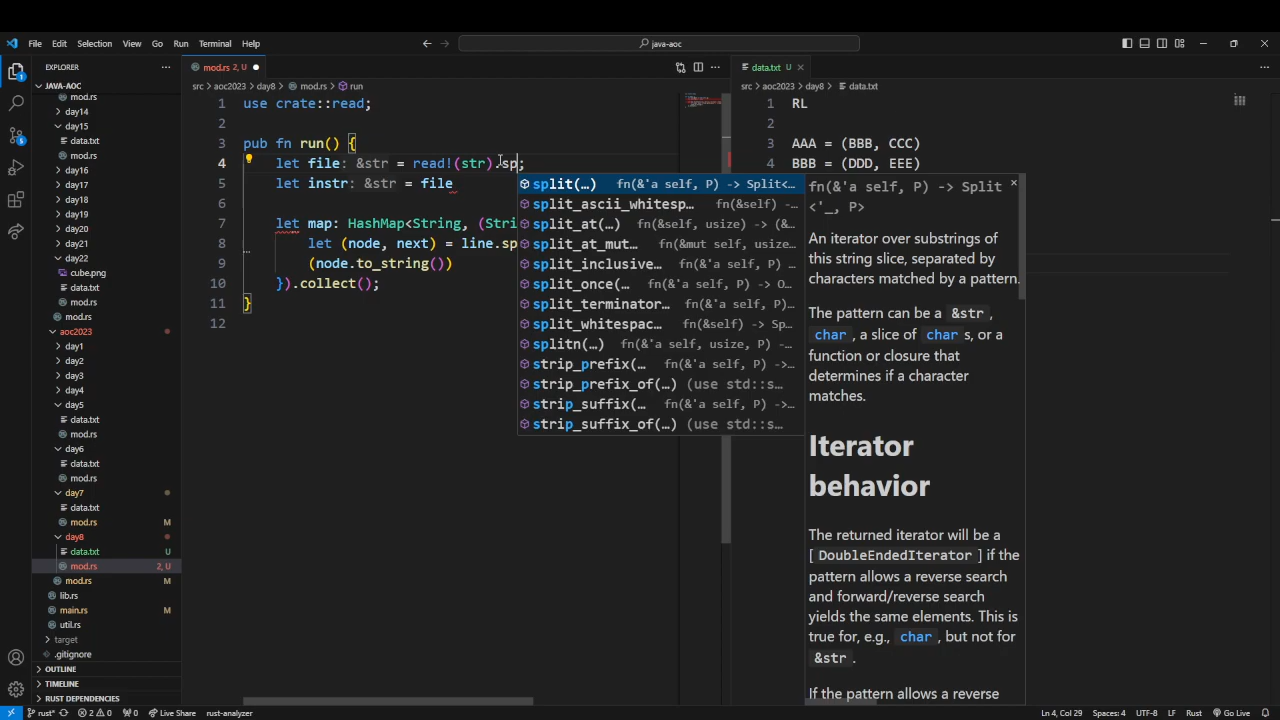 File Edit Selection View Go Run Terminal Help
java-aoc
EXPLORER
JAVA-AOC
mod.rs
day14
day15
data.txt
mod.rs
day16
day17
day18
day19
day20
day21
day22
cube.png
data.txt
mod.rs
mod.rs
aoc2023
day1
day2
day3
day4
day5
data.txt
mod.rs
day6
data.txt
mod.rs
day7
data.txt
mod.rs M
day8
data.txt U
mod.rs 2, U
mod.rs M
lib.rs
main.rs M
util.rs
target
.gitignore
OUTLINE
TIMELINE
RUST DEPENDENCIES
mod.rs 2, U
src > aoc2023 > day8 > mod.rs > run
1 use crate::read;
2
3 pub fn run() {
4 let file: &str = read!(str).sp;
5 let instr: &str = file
6
7 let map: HashMap<String, (Stri
8 let (node, next) = line.sp
9 (node.to_string())
10 }).collect();
11 }
12
split(…) fn(&'a self, P) -> Split<…
split_ascii_whitesp… fn(&self) -> …
split_at(…) fn(&self, usize) -> (&…
split_at_mut… fn(&mut self, usize…
split_inclusive… fn(&'a self, P) -…
split_once(… fn(&'a self, P) -> O…
split_terminator… fn(&'a self, P) …
split_whitespac… fn(&self) -> Sp…
splitn(…) fn(&'a self, usize, P) -…
strip_prefix(… fn(&'a self, P) ->…
strip_prefix_of(…) (use std::s…
strip_suffix(… fn(&'a self, P) ->…
strip_suffix_of(…) (use std::s…
fn(&'a self, P) -> Split
<'_, P>
An iterator over substrings of
this string slice, separated by
characters matched by a pattern.
The pattern can be a &str,
char, a slice of chars, or a
function or closure that
determines if a character
matches.
Iterator
behavior
The returned iterator will be a
[DoubleEndedIterator] if the
pattern allows a reverse search
and forward/reverse search
yields the same elements. This is
true for, e.g., char, but not for
&str.
If the pattern allows a reverse
data.txt U
src > aoc2023 > day8 > data.txt
1 RL
2
3 AAA = (BBB, CCC)
4 BBB = (DDD, EEE)
rust* 2 0 0 Live Share rust-analyzer
Ln 4, Col 29 Spaces: 4 UTF-8 LF Rust Go Live